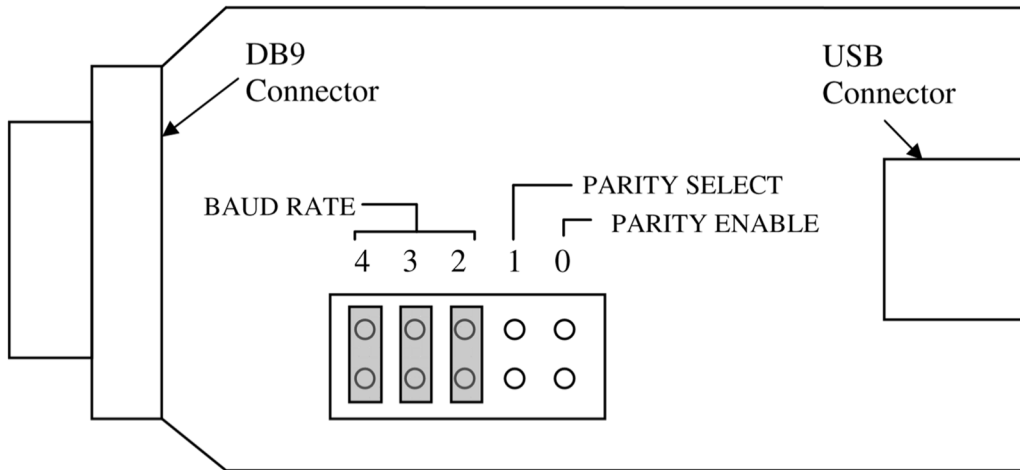 DB9
Connector
USB
Connector
PARITY SELECT
BAUD RATE
PARITY ENABLE
4 3 2 1 0